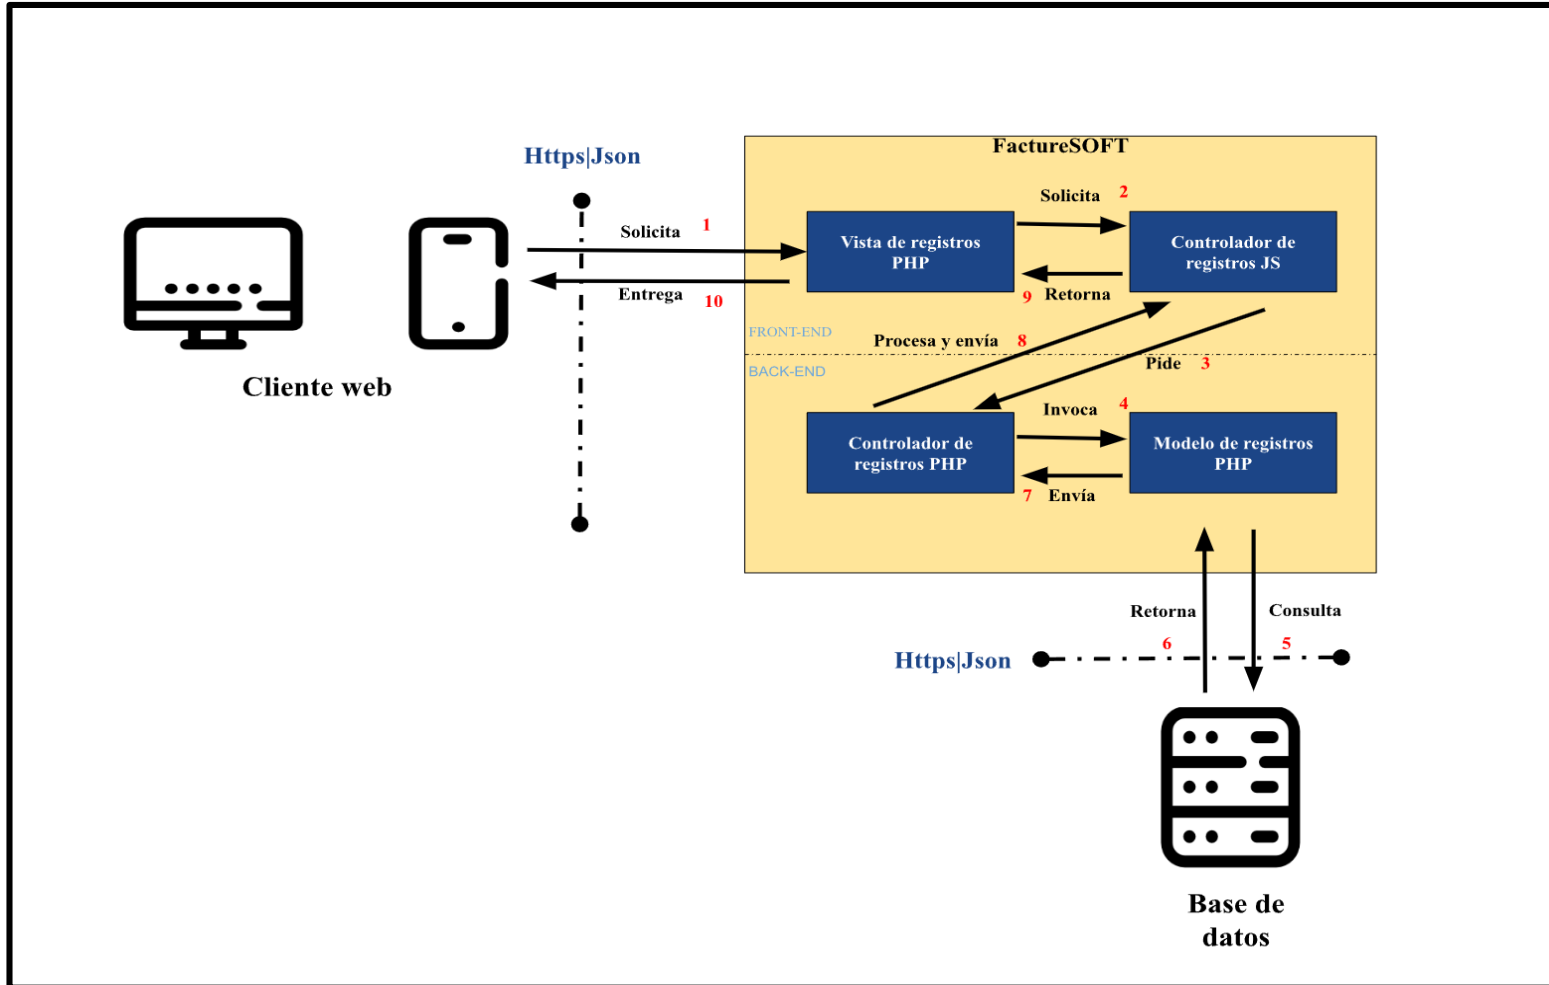 FactureSOFT
Https|Json
Solicita 2
Solicita 1
Vista de registros
PHP
Controlador de
registros JS
Entrega 10
9 Retorna
FRONT-END
Procesa y envía 8
Pide 3
BACK-END
Invoca 4
Controlador de
registros PHP
Modelo de registros
PHP
7 Envía
Cliente web
Retorna
6
Consulta
5
Https|Json
Base de
datos